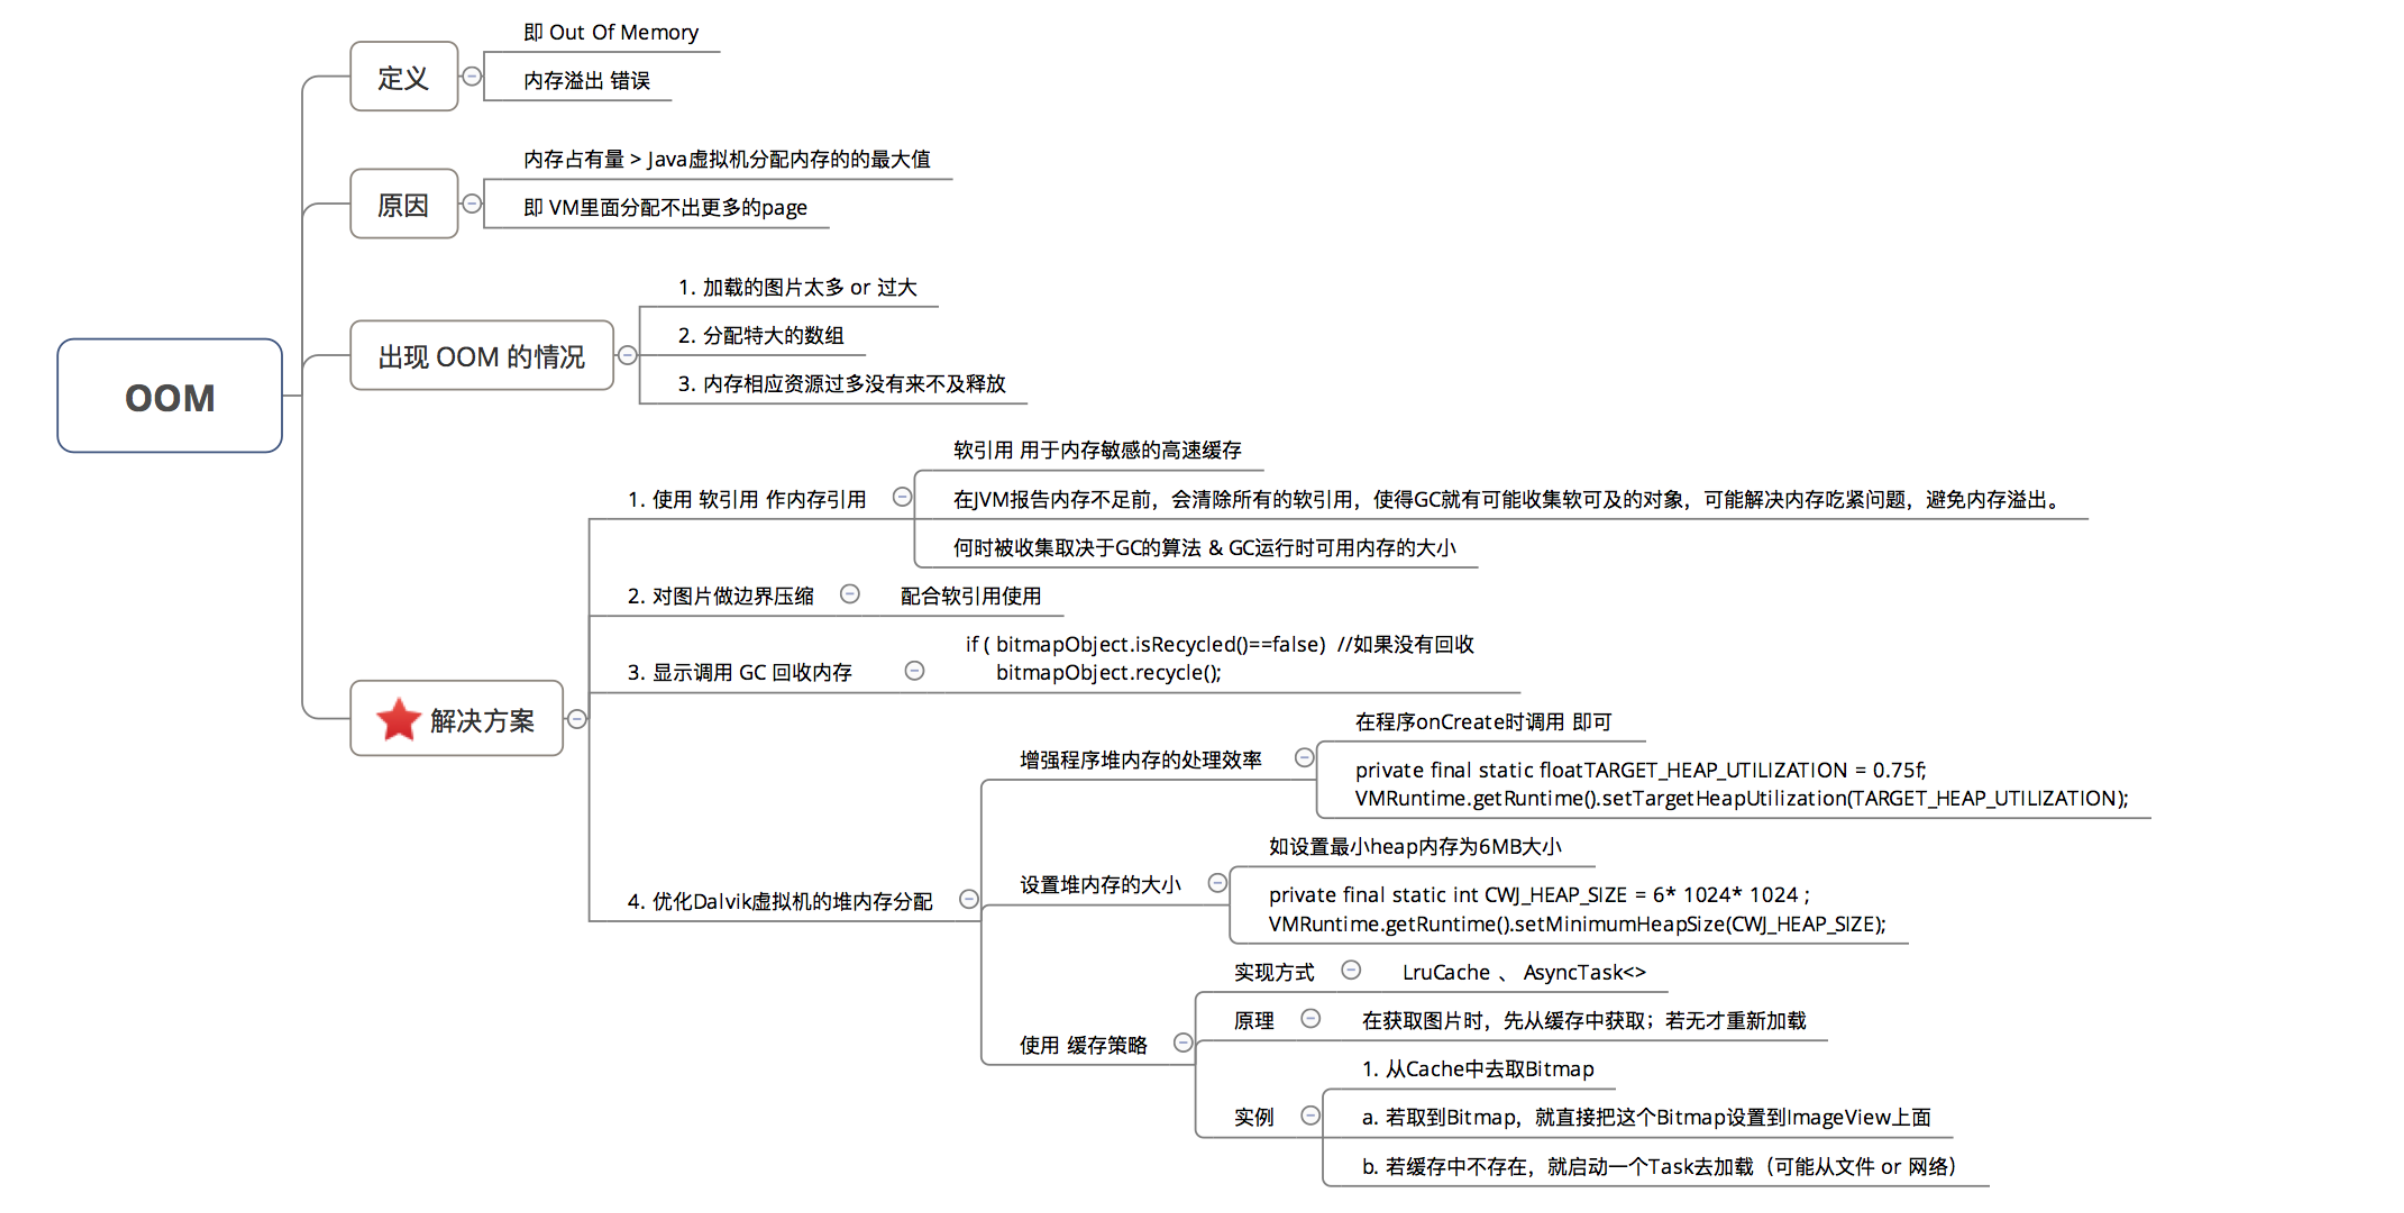 OOM
定义
即 Out Of Memory
内存溢出 错误
原因
内存占有量 > Java虚拟机分配内存的的最大值
即 VM里面分配不出更多的page
出现 OOM 的情况
1. 加载的图片太多 or 过大
2. 分配特大的数组
3. 内存相应资源过多没有来不及释放
解决方案
1. 使用 软引用 作内存引用
软引用 用于内存敏感的高速缓存
在JVM报告内存不足前，会清除所有的软引用，使得GC就有可能收集软可及的对象，可能解决内存吃紧问题，避免内存溢出。
何时被收集取决于GC的算法 & GC运行时可用内存的大小
2. 对图片做边界压缩
配合软引用使用
3. 显示调用 GC 回收内存
if ( bitmapObject.isRecycled()==false)  //如果没有回收
bitmapObject.recycle();
4. 优化Dalvik虚拟机的堆内存分配
增强程序堆内存的处理效率
在程序onCreate时调用 即可
private final static floatTARGET_HEAP_UTILIZATION = 0.75f;
VMRuntime.getRuntime().setTargetHeapUtilization(TARGET_HEAP_UTILIZATION);
设置堆内存的大小
如设置最小heap内存为6MB大小
private final static int CWJ_HEAP_SIZE = 6* 1024* 1024 ;
VMRuntime.getRuntime().setMinimumHeapSize(CWJ_HEAP_SIZE);
使用 缓存策略
实现方式
LruCache 、 AsyncTask<>
原理
在获取图片时，先从缓存中获取；若无才重新加载
实例
1. 从Cache中去取Bitmap
a. 若取到Bitmap，就直接把这个Bitmap设置到ImageView上面
b. 若缓存中不存在，就启动一个Task去加载（可能从文件 or 网络）